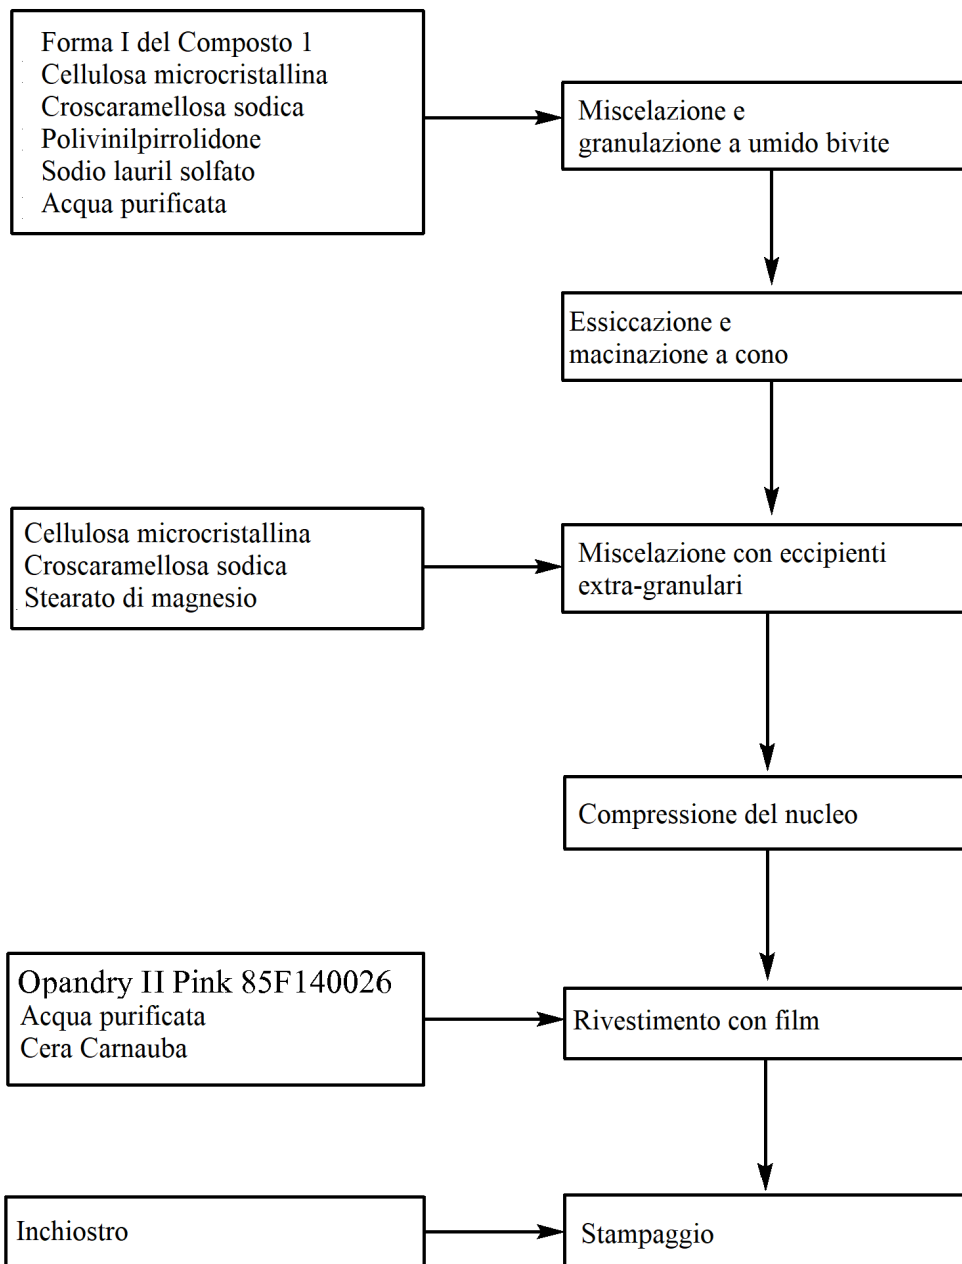 Forma I del Composto 1
Cellulosa microcristallina
Croscaramellosa sodica
Polivinilpirrolidone
Sodio lauril solfato
Acqua purificata
Miscelazione e
granulazione a umido bivite
Essiccazione e
macinazione a cono
Cellulosa microcristallina
Croscaramellosa sodica
Stearato di magnesio
Miscelazione con eccipienti
extra-granulari
Compressione del nucleo
Opandry II Pink 85F140026
Acqua purificata
Cera Carnauba
Rivestimento con film
Inchiostro
Stampaggio